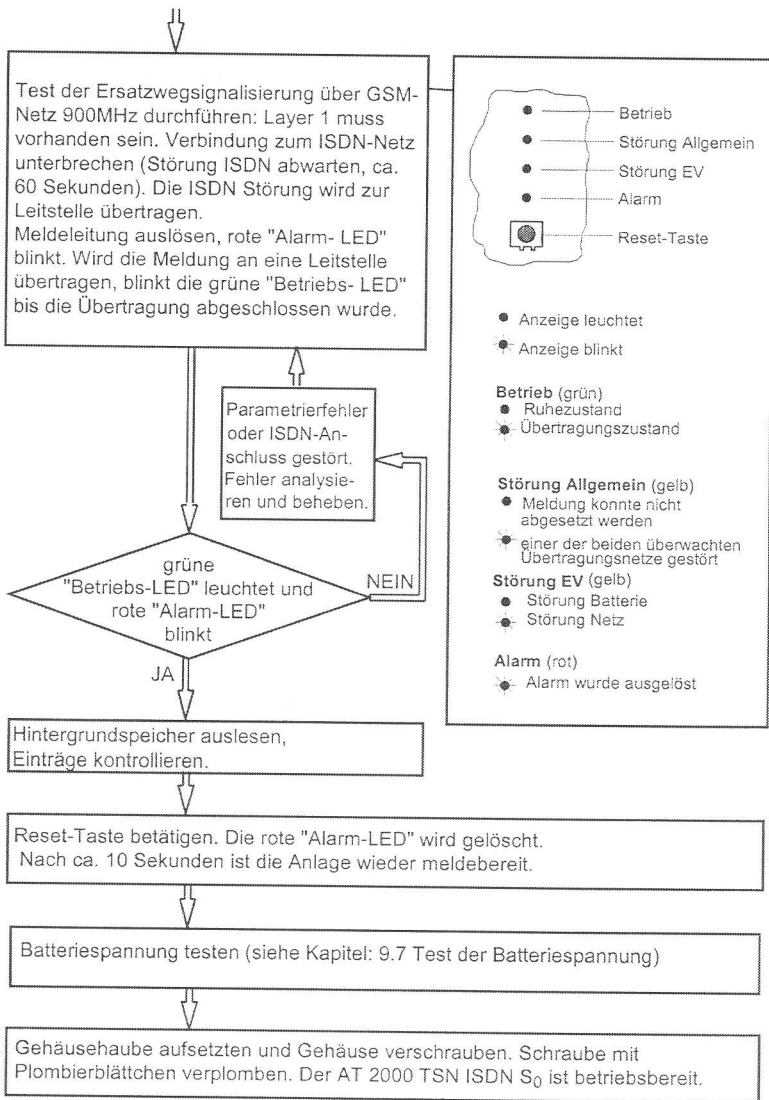 Test der Ersatzwegsignalisierung über GSM-
Netz 900MHz durchführen: Layer 1 muss
vorhanden sein. Verbindung zum ISDN-Netz
unterbrechen (Störung ISDN abwarten, ca.
60 Sekunden). Die ISDN Störung wird zur
Leitstelle übertragen.
Meldeleitung auslösen, rote "Alarm- LED"
blinkt. Wird die Meldung an eine Leitstelle
übertragen, blinkt die grüne "Betriebs- LED"
bis die Übertragung abgeschlossen wurde.
Parametrierfehler
oder ISDN-An-
schluss gestört.
Fehler analysie-
ren und beheben.
grüne
"Betriebs-LED" leuchtet und
rote "Alarm-LED"
blinkt
NEIN
JA
Hintergrundspeicher auslesen,
Einträge kontrollieren.
Reset-Taste betätigen. Die rote "Alarm-LED" wird gelöscht.
Nach ca. 10 Sekunden ist die Anlage wieder meldebereit.
Batteriespannung testen (siehe Kapitel: 9.7 Test der Batteriespannung)
Gehäusehaube aufsetzten und Gehäuse verschrauben. Schraube mit
Plombierblättchen verplomben. Der AT 2000 TSN ISDN S0 ist betriebsbereit.
Betrieb
Störung Allgemein
Störung EV
Alarm
Reset-Taste
Anzeige leuchtet
Anzeige blinkt
Betrieb (grün)
Ruhezustand
Übertragungszustand
Störung Allgemein (gelb)
Meldung konnte nicht
abgesetzt werden
einer der beiden überwachten
Übertragungsnetze gestört
Störung EV (gelb)
Störung Batterie
Störung Netz
Alarm (rot)
Alarm wurde ausgelöst